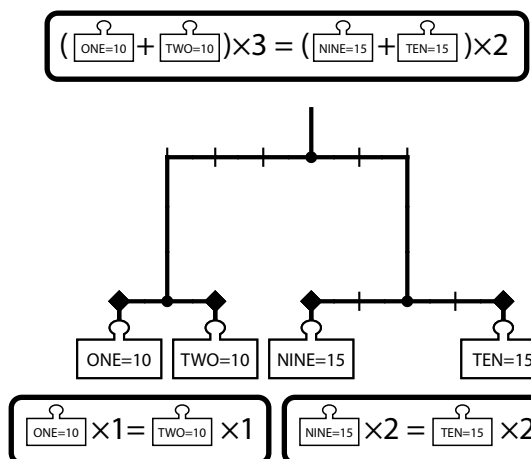 ( ONE=10 + TWO=10 )×3 = ( NINE=15 + TEN=15 )×2
ONE=10 TWO=10 NINE=15 TEN=15
ONE=10 ×1= TWO=10 ×1 NINE=15 ×2 = TEN=15 ×2